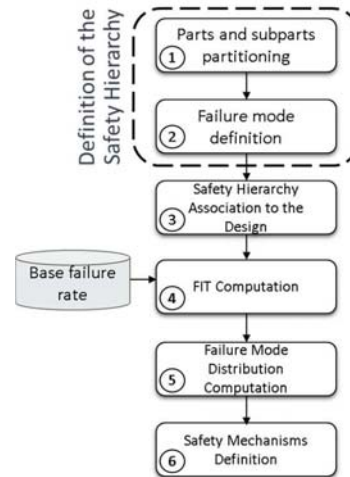 Definition of the
Safety Hierarchy
Parts and subparts
partitioning
1
Failure mode
definition
2
Safety Hierarchy
Association to the
Design
3
Base failure
rate
FIT Computation
4
Failure Mode
Distribution
Computation
5
Safety Mechanisms
Definition
6